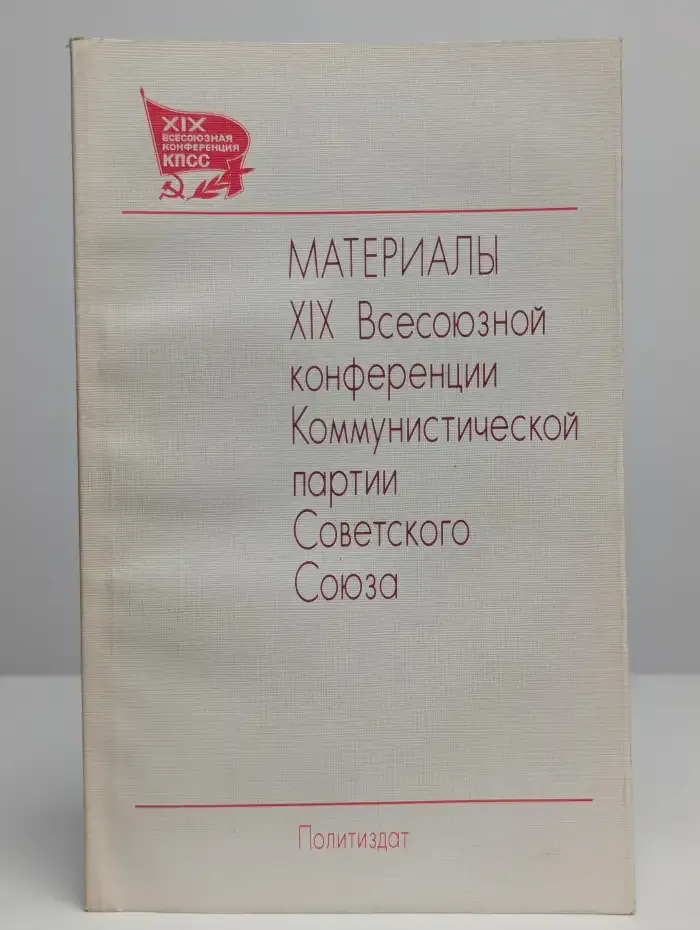 XIX
ВСЕСОЮЗНАЯ
КОНФЕРЕНЦИЯ
КПСС
МАТЕРИАЛЫ
XIX Всесоюзной
конференции
Коммунистической
партии
Советского
Союза
Политиздат